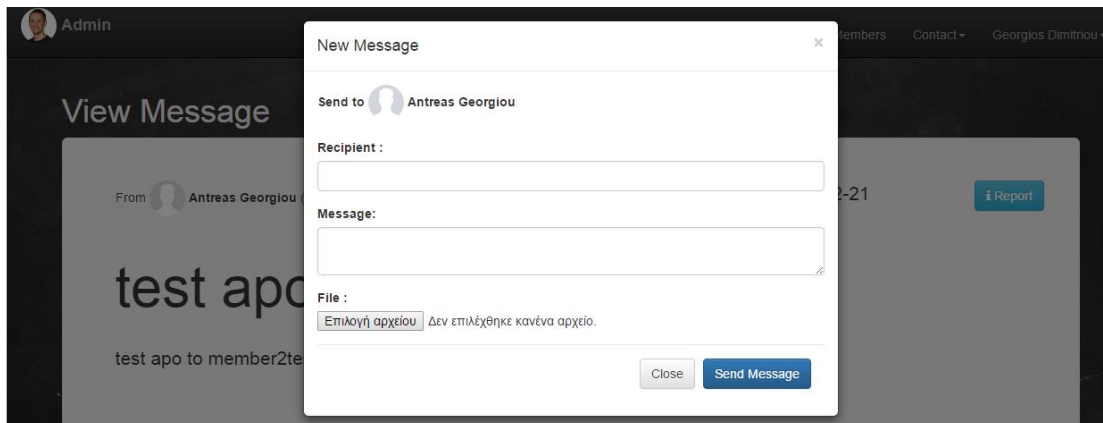 Admin
Members Contact Georgios Dimitriou
New Message ×
View Message
Send to Antreas Georgiou
Recipient :
From Antreas Georgiou (
2-21
i Report
Message:
test apo
File :
Επιλογή αρχείου Δεν επιλέχθηκε κανένα αρχείο.
test apo to member2te
Close Send Message